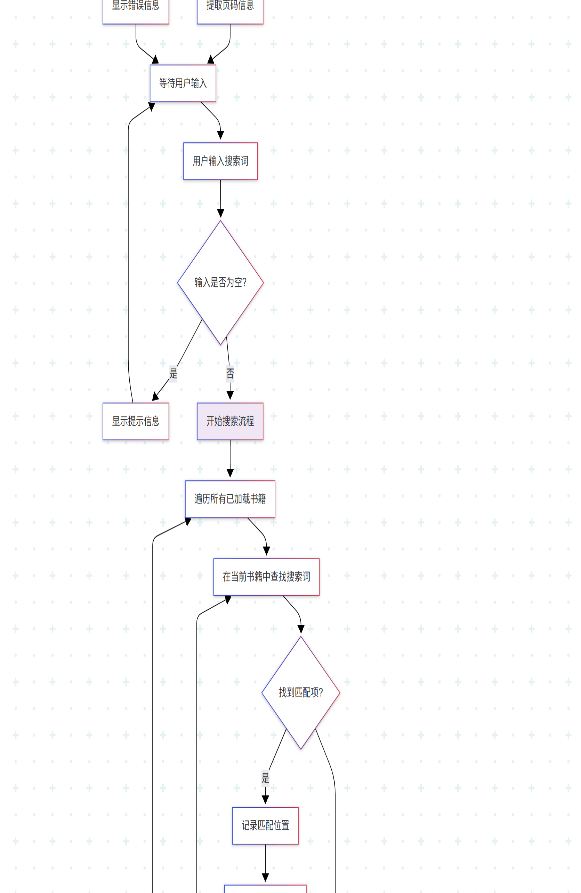 显示错误信息
提取页码信息
等待用户输入
用户输入搜索词
输入是否为空?
是
否
显示提示信息
开始搜索流程
遍历所有已加载书籍
在当前书籍中查找搜索词
找到匹配项?
是
记录匹配位置